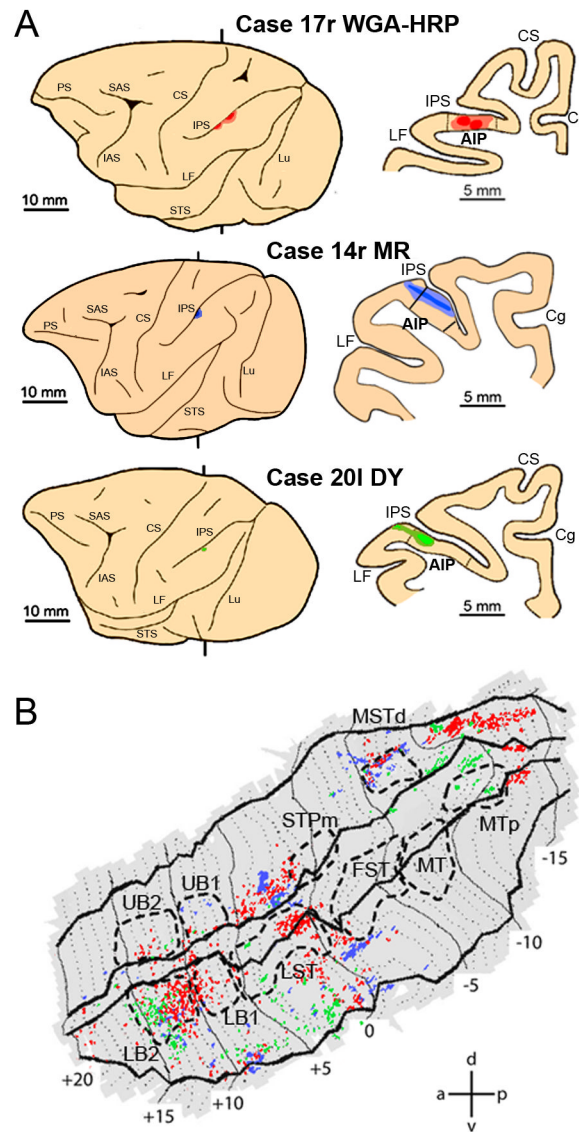 A
Case 17r WGA-HRP
PS
SAS
CS
IPS
IAS
LF
Lu
STS
10 mm
CS
IPS
C
LF
AIP
5 mm
Case 14r MR
PS
SAS
CS
IPS
IAS
LF
Lu
STS
10 mm
IPS
Cg
LF
AIP
5 mm
Case 20l DY
PS
SAS
CS
IPS
IAS
LF
Lu
STS
10 mm
CS
IPS
Cg
LF
AIP
5 mm
B
MSTd
STPm
MTp
-15
UB1
FST
MT
UB2
-10
LST
-5
LB1
0
LB2
+5
+20
+10
+15
d
a p
v